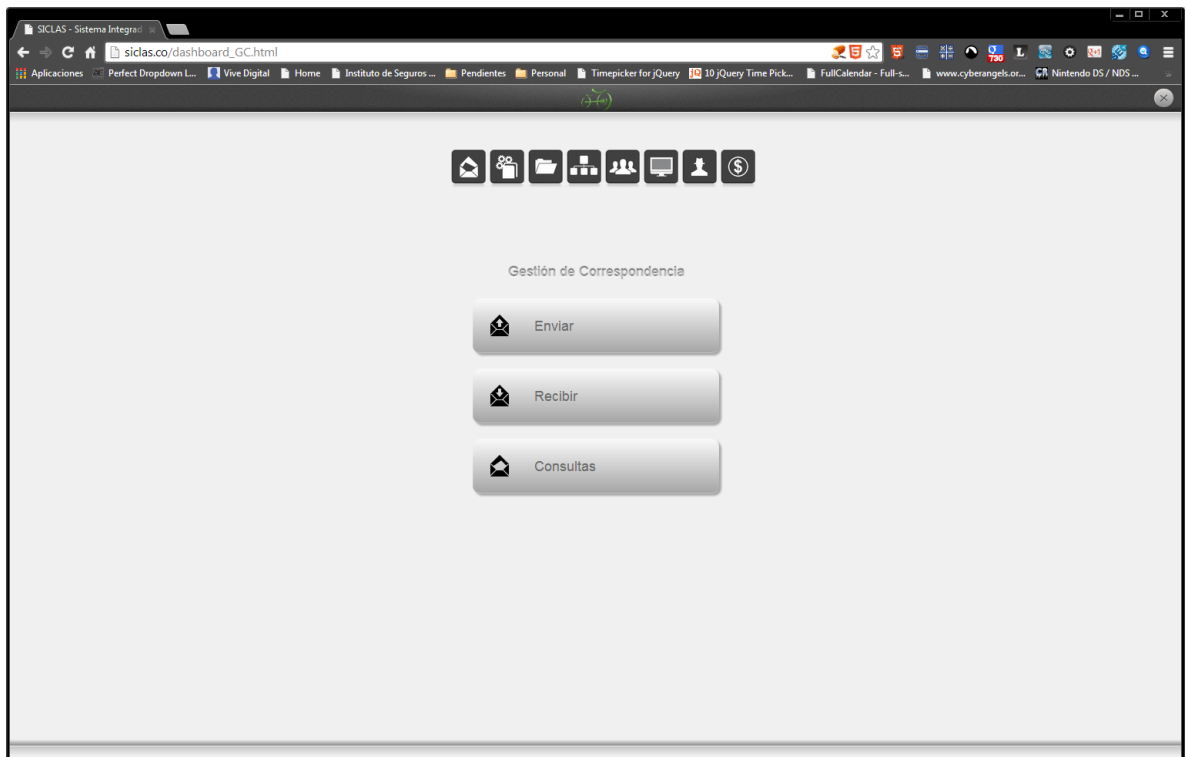 SICLAS - Sistema Integrad
siclas.co/dashboard_GC.html
730
Aplicaciones Perfect Dropdown L... Vive Digital Home Instituto de Seguros ... Pendientes Personal Timepicker for jQuery 10 jQuery Time Pick... FullCalendar - Full-s... www.cyberangels.or... Nintendo DS / NDS ...
Gestión de Correspondencia
Enviar
Recibir
Consultas